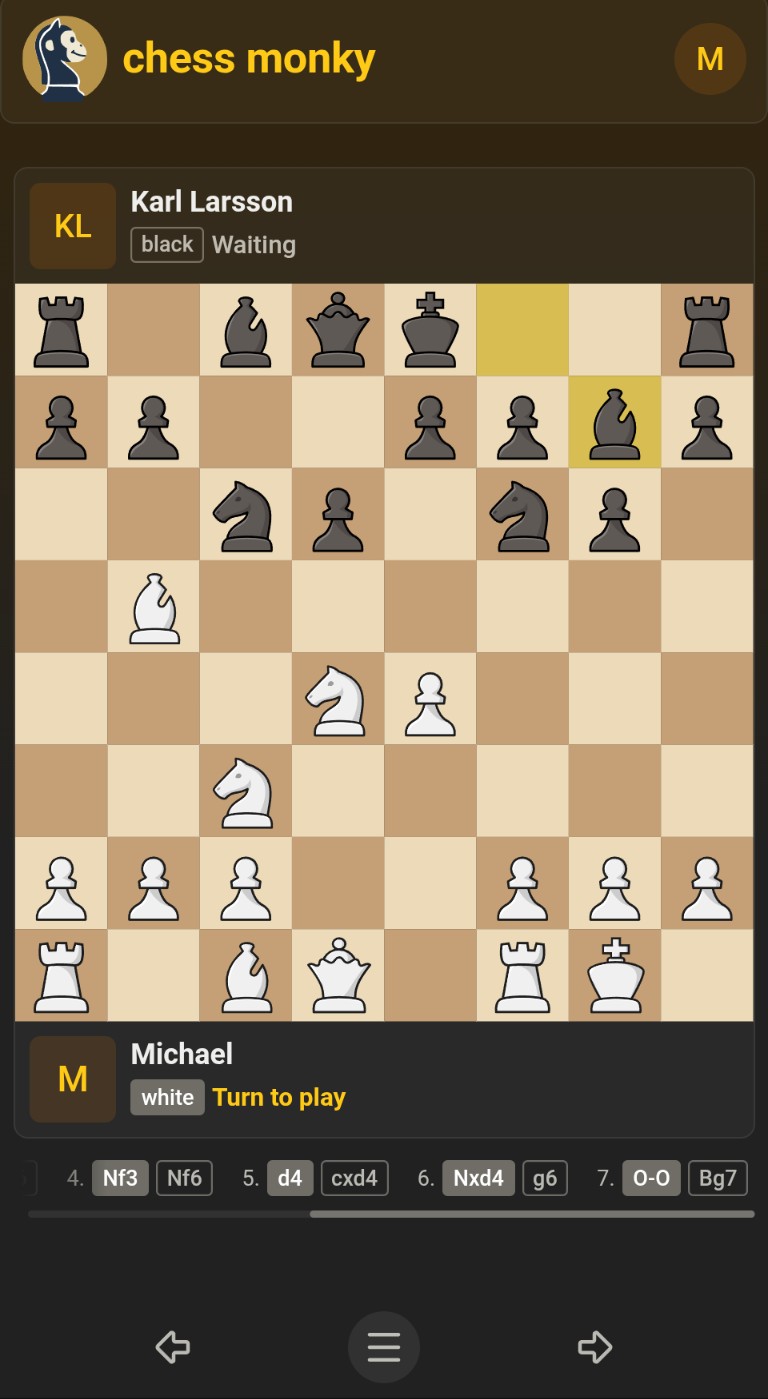 chess monky
M
KL
Karl Larsson
black Waiting
M
Michael
white Turn to play
4. Nf3 Nf6 5. d4 cxd4 6. Nxd4 g6 7. O-O Bg7